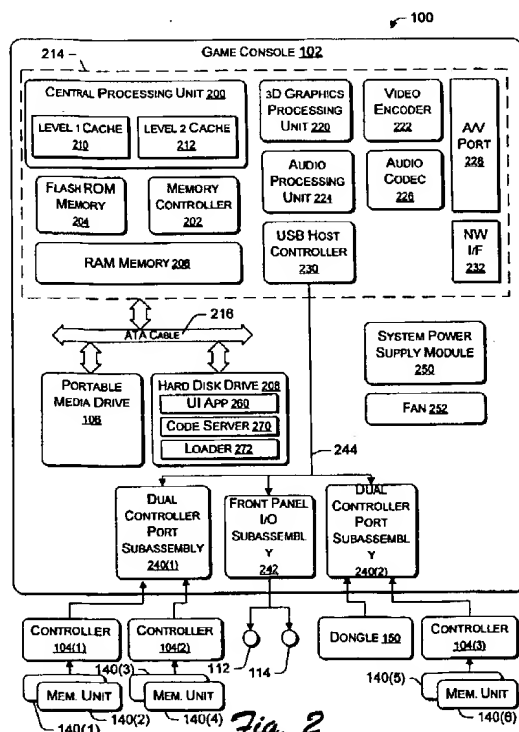 100
214
GAME CONSOLE 102
CENTRAL PROCESSING UNIT 200
LEVEL 1 CACHE
210
LEVEL 2 CACHE
212
3D GRAPHICS
PROCESSING
UNIT 220
VIDEO
ENCODER
222
A/V
PORT
228
FLASH ROM
MEMORY
204
MEMORY
CONTROLLER
202
AUDIO
PROCESSING
UNIT 224
AUDIO
CODEC
226
RAM MEMORY 206
USB HOST
CONTROLLER
230
NW
I/F
232
216
ATA CABLE
PORTABLE
MEDIA DRIVE
106
HARD DISK DRIVE 208
UI APP 260
CODE SERVER 270
LOADER 272
SYSTEM POWER
SUPPLY MODULE
250
FAN 252
244
DUAL
CONTROLLER
PORT
SUBASSEMBLY
240(1)
FRONT PANEL
I/O
SUBASSEMBL
Y
242
DUAL
CONTROLLER
PORT
SUBASSEMBL
Y
240(2)
CONTROLLER
104(1)
CONTROLLER
104(2)
112
114
DONGLE 150
CONTROLLER
104(3)
140(3)
140(5)
MEM. UNIT
MEM. UNIT
MEM. UNIT
140(1)
140(2)
140(4)
140(6)
Fig. 2